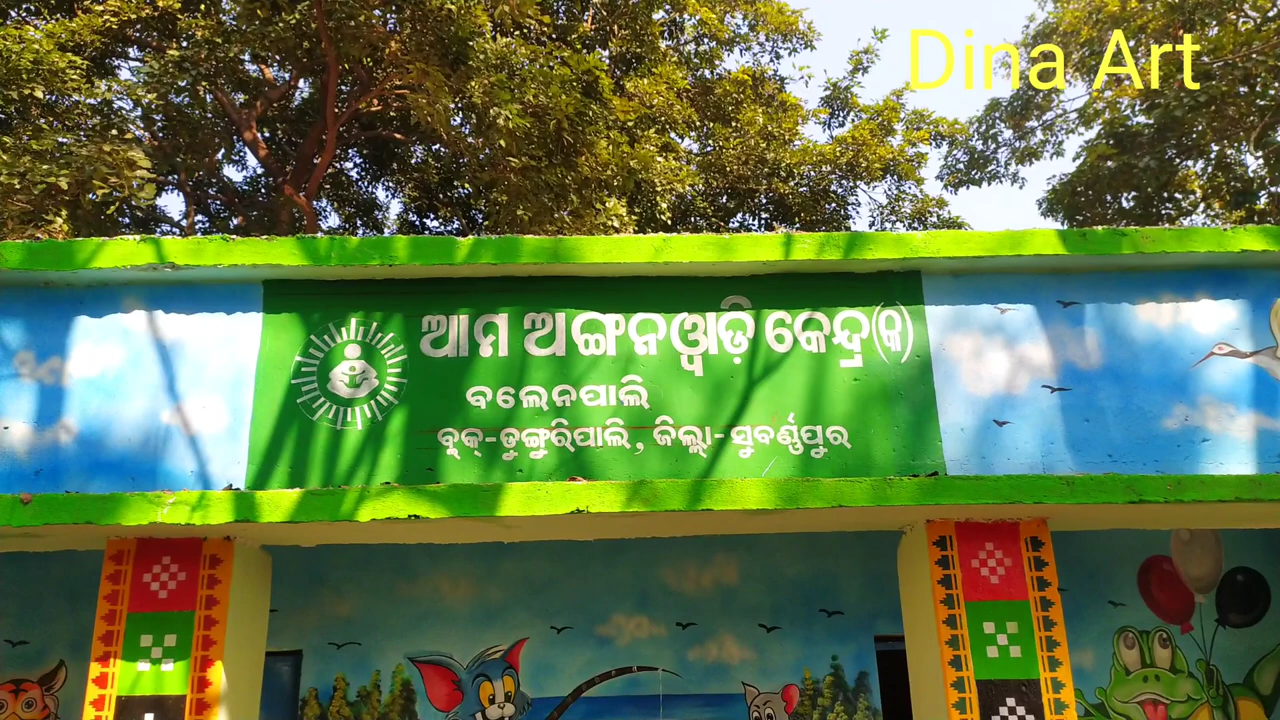 Dina Art
ଆମ ଅଙ୍ଗନୱାଡ଼ି କେନ୍ଦ୍ର(କ)
ବଲେନପାଲି
ବ୍ଲକ୍-ଡୁଙ୍ଗୁରିପାଲି, ଜିଲ୍ଲା-ସୁବର୍ଣ୍ଣପୁର